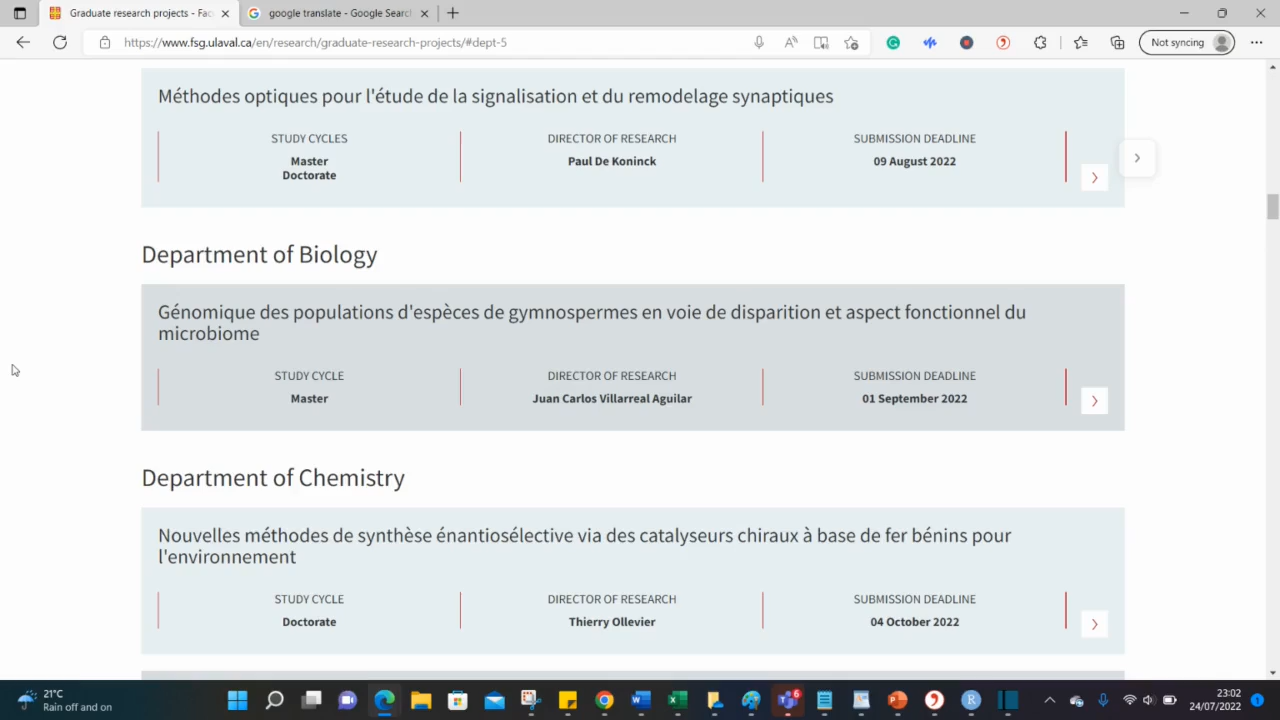 Graduate research projects - Fac
google translate - Google Search
https://www.fsg.ulaval.ca/en/research/graduate-research-projects/#dept-5
Not syncing
Méthodes optiques pour l'étude de la signalisation et du remodelage synaptiques
STUDY CYCLES
DIRECTOR OF RESEARCH
SUBMISSION DEADLINE
Master
Paul De Koninck
09 August 2022
Doctorate
Department of Biology
Génomique des populations d'espèces de gymnospermes en voie de disparition et aspect fonctionnel du
microbiome
STUDY CYCLE
DIRECTOR OF RESEARCH
SUBMISSION DEADLINE
Master
Juan Carlos Villarreal Aguilar
01 September 2022
Department of Chemistry
Nouvelles méthodes de synthèse énantiosélective via des catalyseurs chiraux à base de fer bénins pour
l'environnement
STUDY CYCLE
DIRECTOR OF RESEARCH
SUBMISSION DEADLINE
Doctorate
Thierry Ollevier
04 October 2022
21°C
Rain off and on
6
23:02
24/07/2022
1